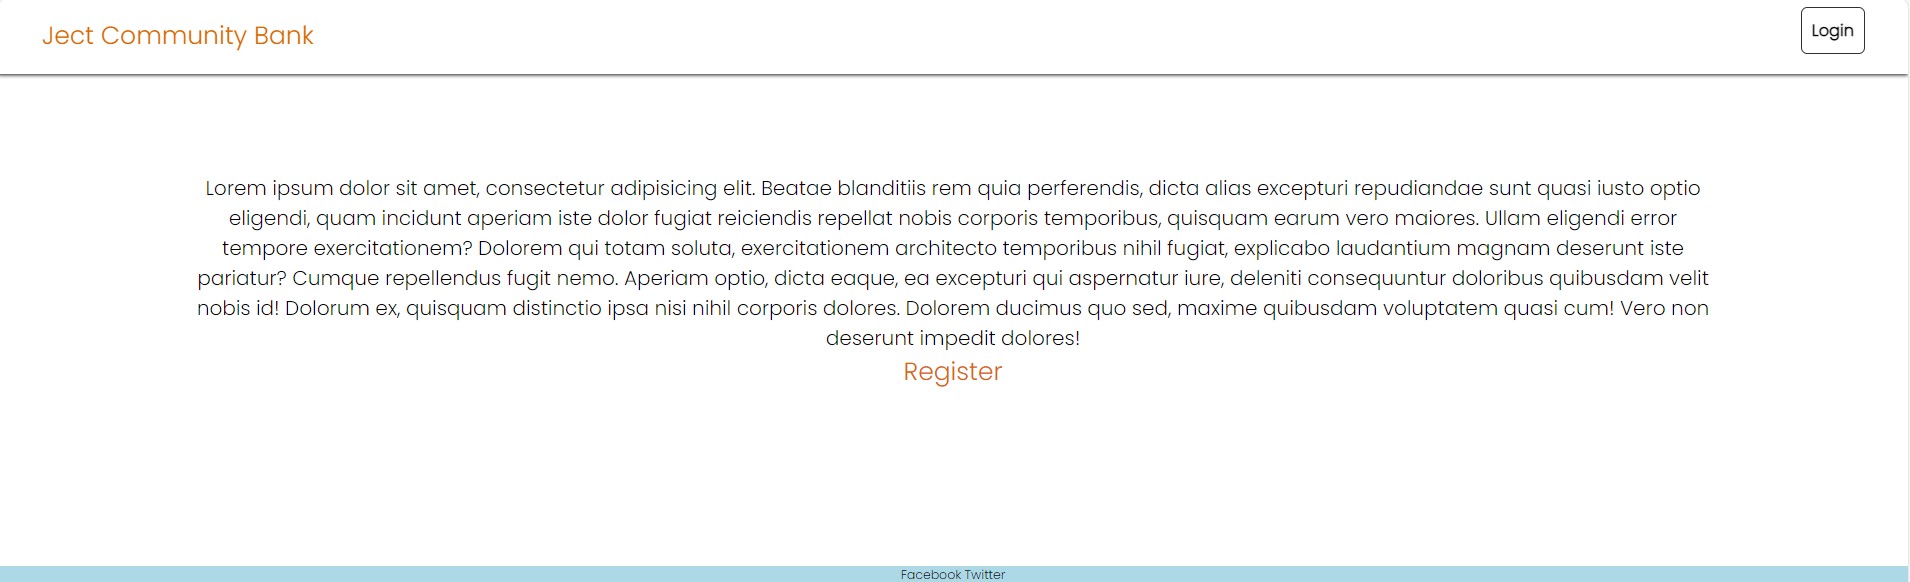 Ject Community Bank
Login
Lorem ipsum dolor sit amet, consectetur adipisicing elit. Beatae blanditiis rem quia perferendis, dicta alias excepturi repudiandae sunt quasi iusto optio
eligendi, quam incidunt aperiam iste dolor fugiat reiciendis repellat nobis corporis temporibus, quisquam earum vero maiores. Ullam eligendi error
tempore exercitationem? Dolorem qui totam soluta, exercitationem architecto temporibus nihil fugiat, explicabo laudantium magnam deserunt iste
pariatur? Cumque repellendus fugit nemo. Aperiam optio, dicta eaque, ea excepturi qui aspernatur iure, deleniti consequuntur doloribus quibusdam velit
nobis id! Dolorum ex, quisquam distinctio ipsa nisi nihil corporis dolores. Dolorem ducimus quo sed, maxime quibusdam voluptatem quasi cum! Vero non
deserunt impedit dolores!
Register
Facebook Twitter